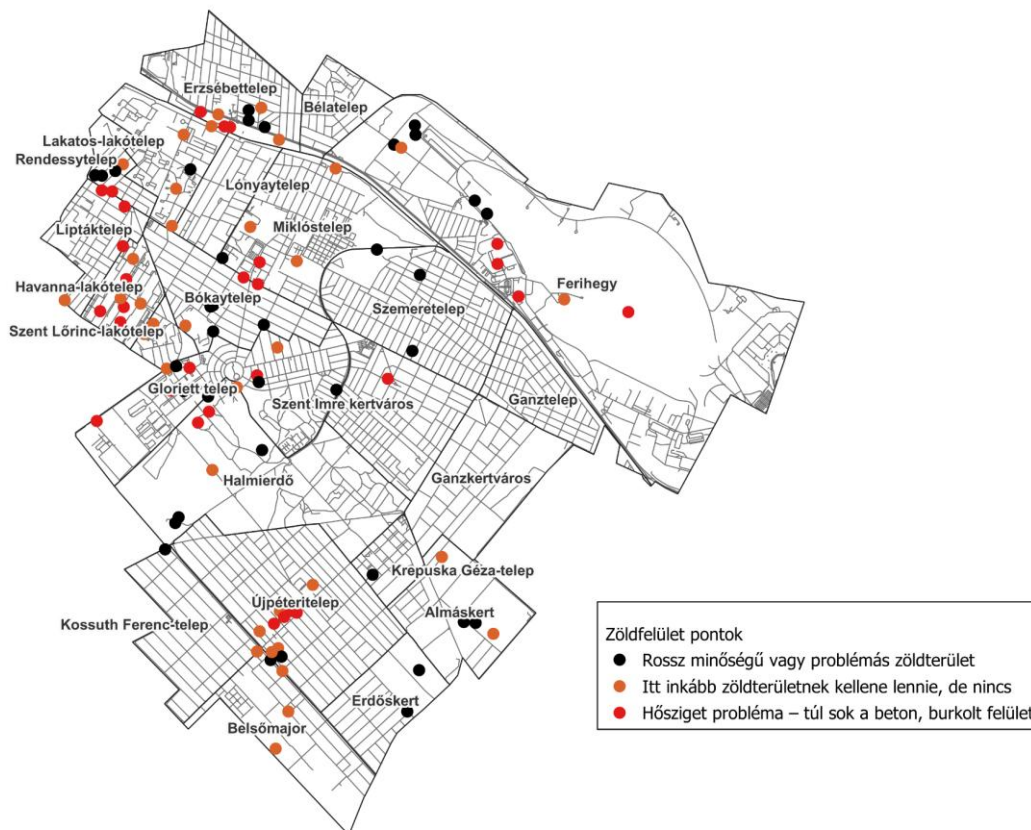 Erzsébettelep
Bélatelep
Lakatos-lakótelep
Rendessytelep
Lónyaytelep
Miklóstelep
Liptáktelep
Havanna-lakótelep
Ferihegy
Bókaytelep
Szemeretelep
Szent Lőrinc-lakótelep
Gloriett telep
Szent Imre kertváros
Ganztelep
Halmierdő
Ganzkertváros
Krepuska Géza-telep
Újpéteritelep
Almáskert
Kossuth Ferenc-telep
Erdőskert
Belsőmajor
Zöldfelület pontok
Rossz minőségű vagy problémás zöldterület
Itt inkább zöldterületnek kellene lennie, de nincs
Hősziget probléma – túl sok a beton, burkolt felület